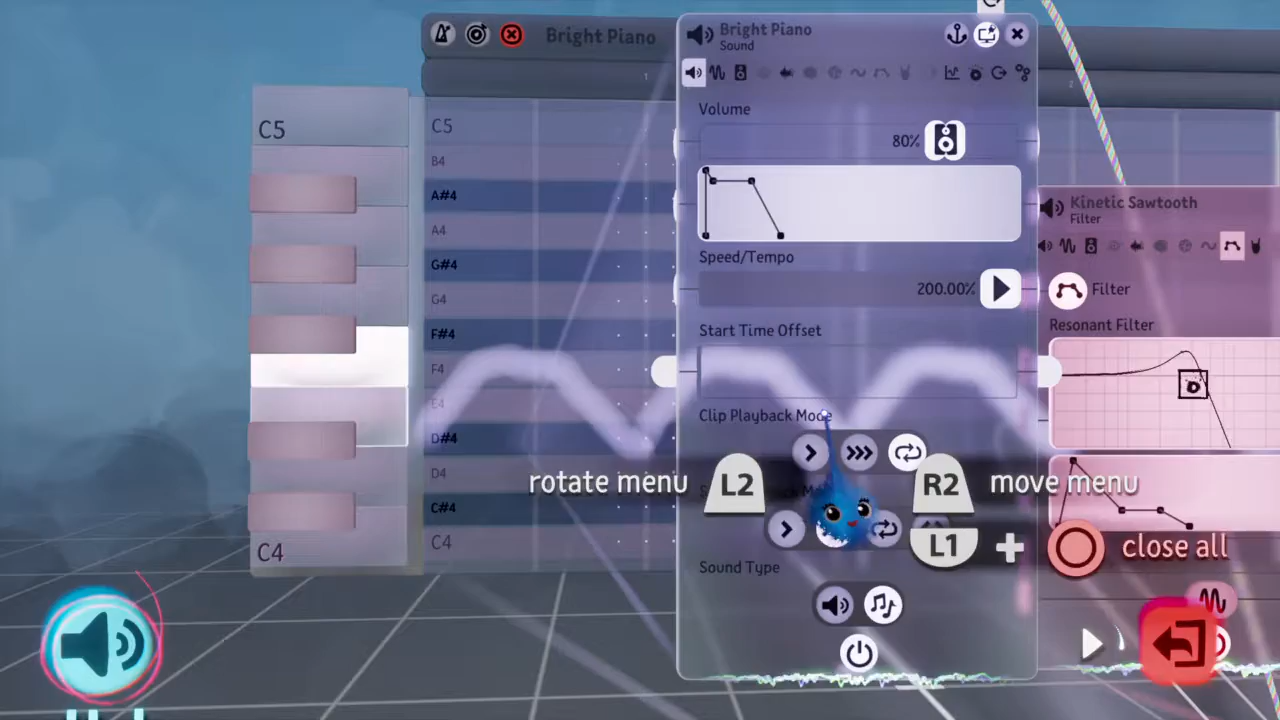 Bright Piano
1
C5
C5
B4
A#4
A4
G#4
G4
F#4
F4
E4
D#4
D4
C#4
C4
C4
Bright Piano
Sound
Volume
80%
Speed/Tempo
200.00%
Start Time Offset
Clip Playback Mode
Sound Type
rotate menu
L2
R2
move menu
L1
close all
2
Kinetic Sawtooth
Filter
Filter
Resonant Filter